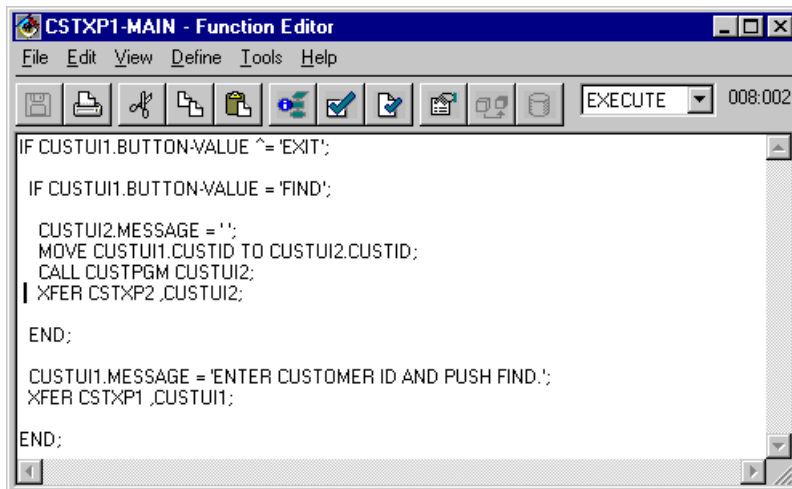 CSTXP1-MAIN - Function Editor
File Edit View Define Tools Help
EXECUTE 008:002
IF CUSTUI1.BUTTON-VALUE ^= 'EXIT';
IF CUSTUI1.BUTTON-VALUE = 'FIND';
CUSTUI2.MESSAGE = ' ';
MOVE CUSTUI1.CUSTID TO CUSTUI2.CUSTID;
CALL CUSTPGM CUSTUI2;
XFER CSTXP2 ,CUSTUI2;
END;
CUSTUI1.MESSAGE = 'ENTER CUSTOMER ID AND PUSH FIND.';
XFER CSTXP1 ,CUSTUI1;
END;